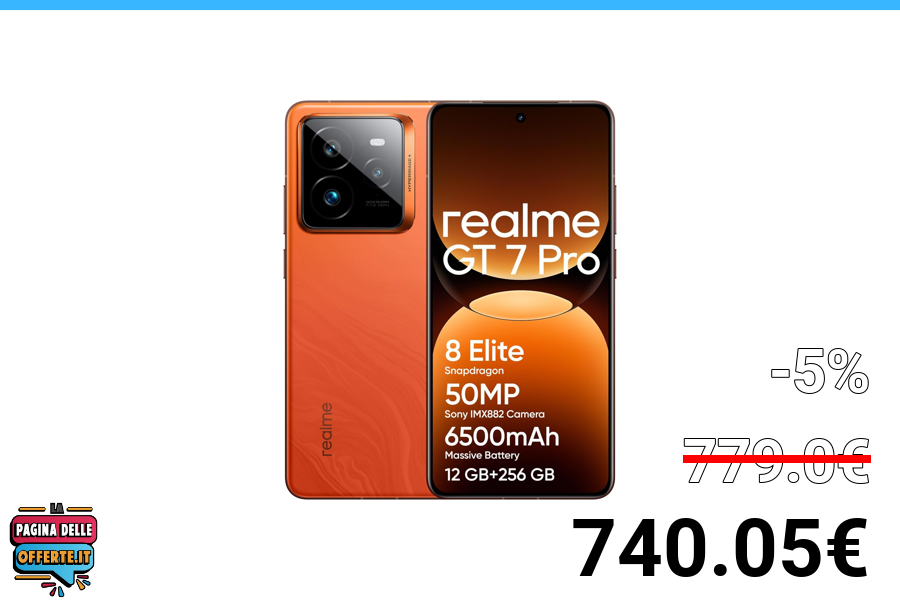 HYPERIMAGE+
realme
GT 7 Pro
8 Elite
Snapdragon
50MP
Sony IMX882 Camera
6500mAh
Massive Battery
12 GB+256 GB
realme
-5%
779.0€
740.05€
LA
PAGINA DELLE
OFFERTE.IT